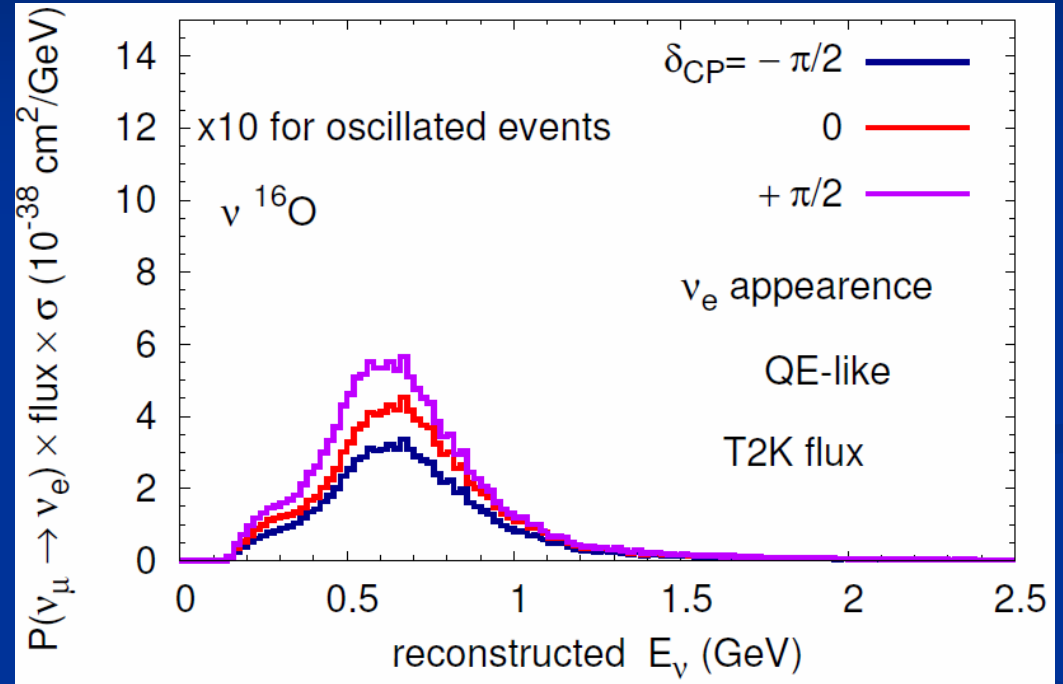 P(νμ → νe) × flux × σ (10⁻³⁸ cm²/GeV)
14
12
10
8
6
4
2
0
δCP= − π/2
0
+ π/2
x10 for oscillated events
ν ¹⁶O
νe appearence
QE-like
T2K flux
0 0.5 1 1.5 2 2.5
reconstructed Eν (GeV)